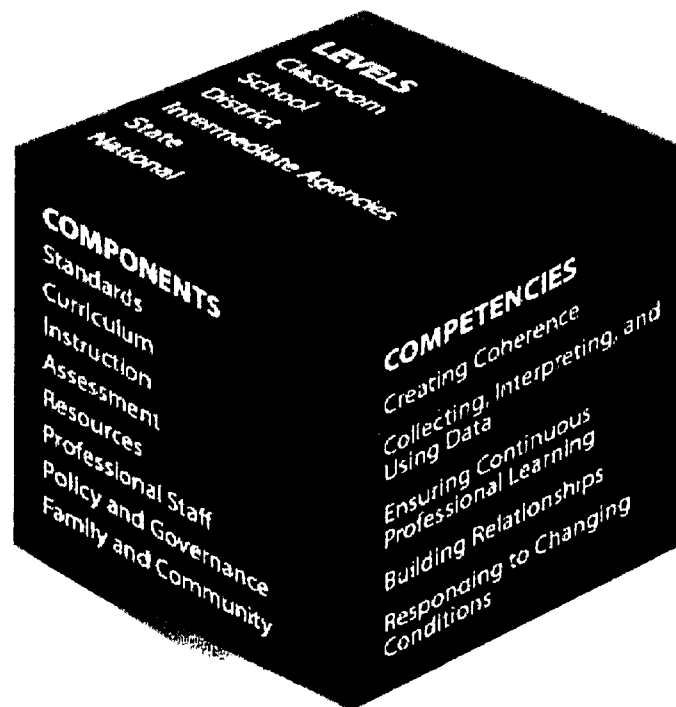 LEVELS
Classroom
School
District
Intermediate Agencies
State
National
COMPONENTS
Standards
Curriculum
Instruction
Assessment
Resources
Professional Staff
Policy and Governance
Family and Community
COMPETENCIES
Creating Coherence
Collecting, Interpreting, and
Using Data
Ensuring Continuous
Professional Learning
Building Relationships
Responding to Changing
Conditions